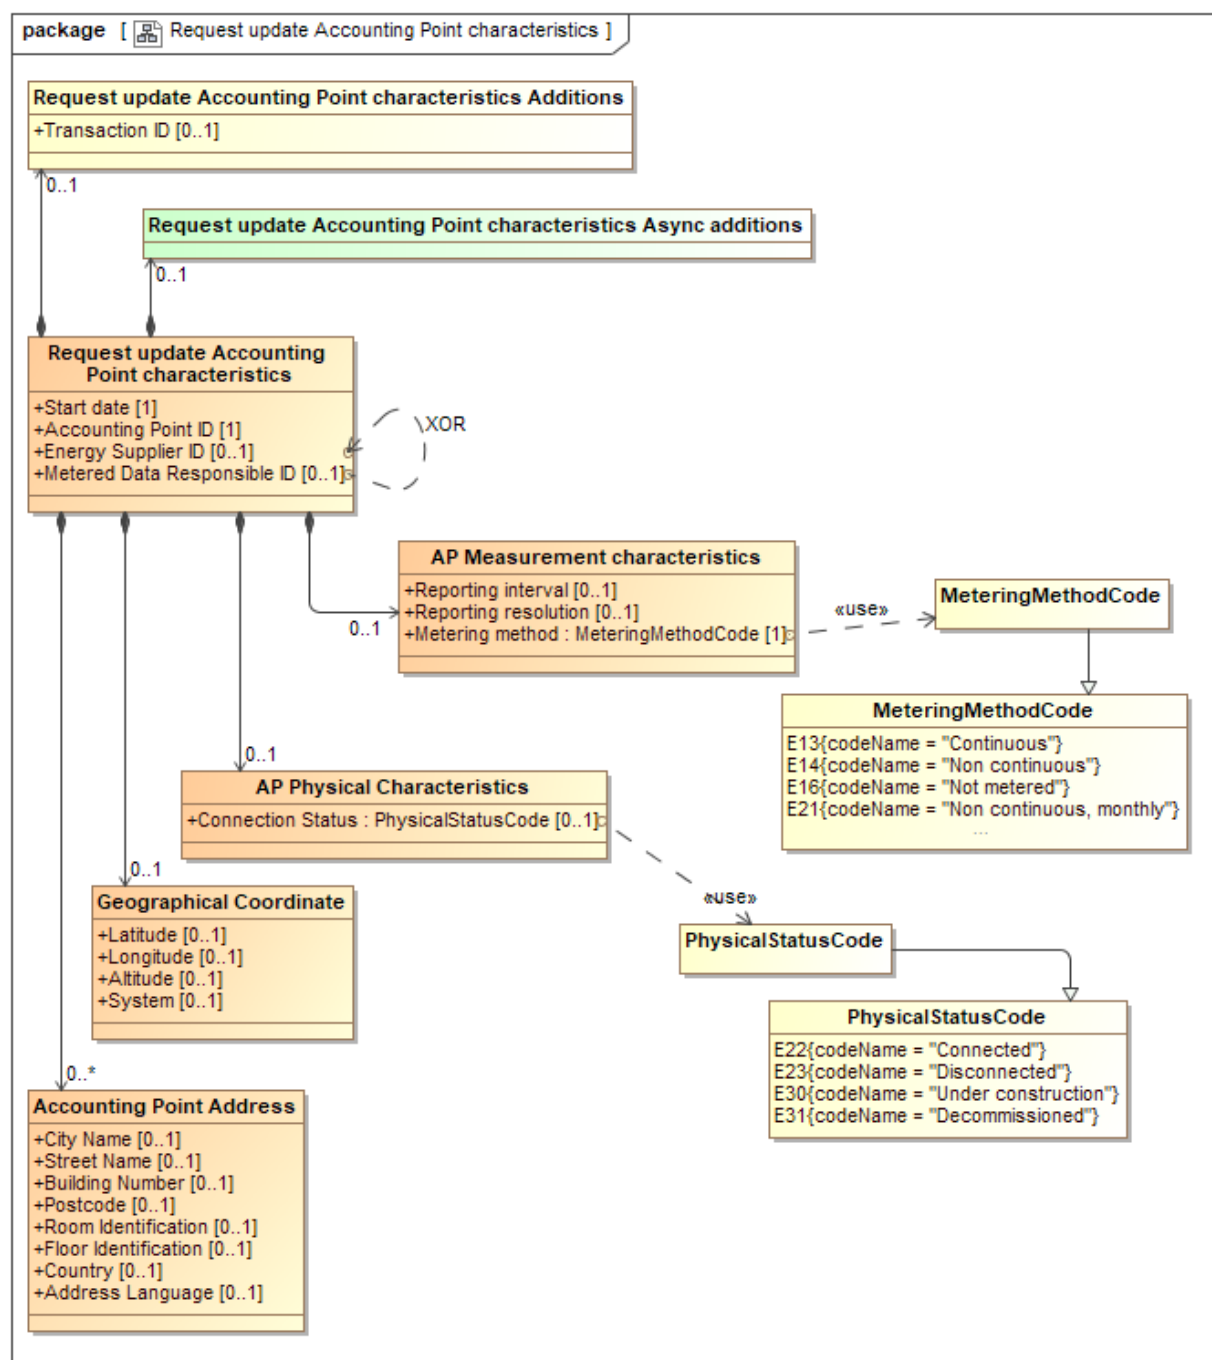 package [ Request update Accounting Point characteristics ]
Request update Accounting Point characteristics Additions
+Transaction ID [0..1]
0..1
Request update Accounting Point characteristics Async additions
0..1
Request update Accounting
Point characteristics
+Start date [1]
+Accounting Point ID [1]
+Energy Supplier ID [0..1]
+Metered Data Responsible ID [0..1]
XOR
AP Measurement characteristics
+Reporting interval [0..1]
+Reporting resolution [0..1]
+Metering method : MeteringMethodCode [1]
0..1
«use»
MeteringMethodCode
MeteringMethodCode
E13{codeName = "Continuous"}
E14{codeName = "Non continuous"}
E16{codeName = "Not metered"}
E21{codeName = "Non continuous, monthly"}
...
0..1
AP Physical Characteristics
+Connection Status : PhysicalStatusCode [0..1]
«use»
PhysicalStatusCode
PhysicalStatusCode
E22{codeName = "Connected"}
E23{codeName = "Disconnected"}
E30{codeName = "Under construction"}
E31{codeName = "Decommissioned"}
0..1
Geographical Coordinate
+Latitude [0..1]
+Longitude [0..1]
+Altitude [0..1]
+System [0..1]
0..*
Accounting Point Address
+City Name [0..1]
+Street Name [0..1]
+Building Number [0..1]
+Postcode [0..1]
+Room Identification [0..1]
+Floor Identification [0..1]
+Country [0..1]
+Address Language [0..1]